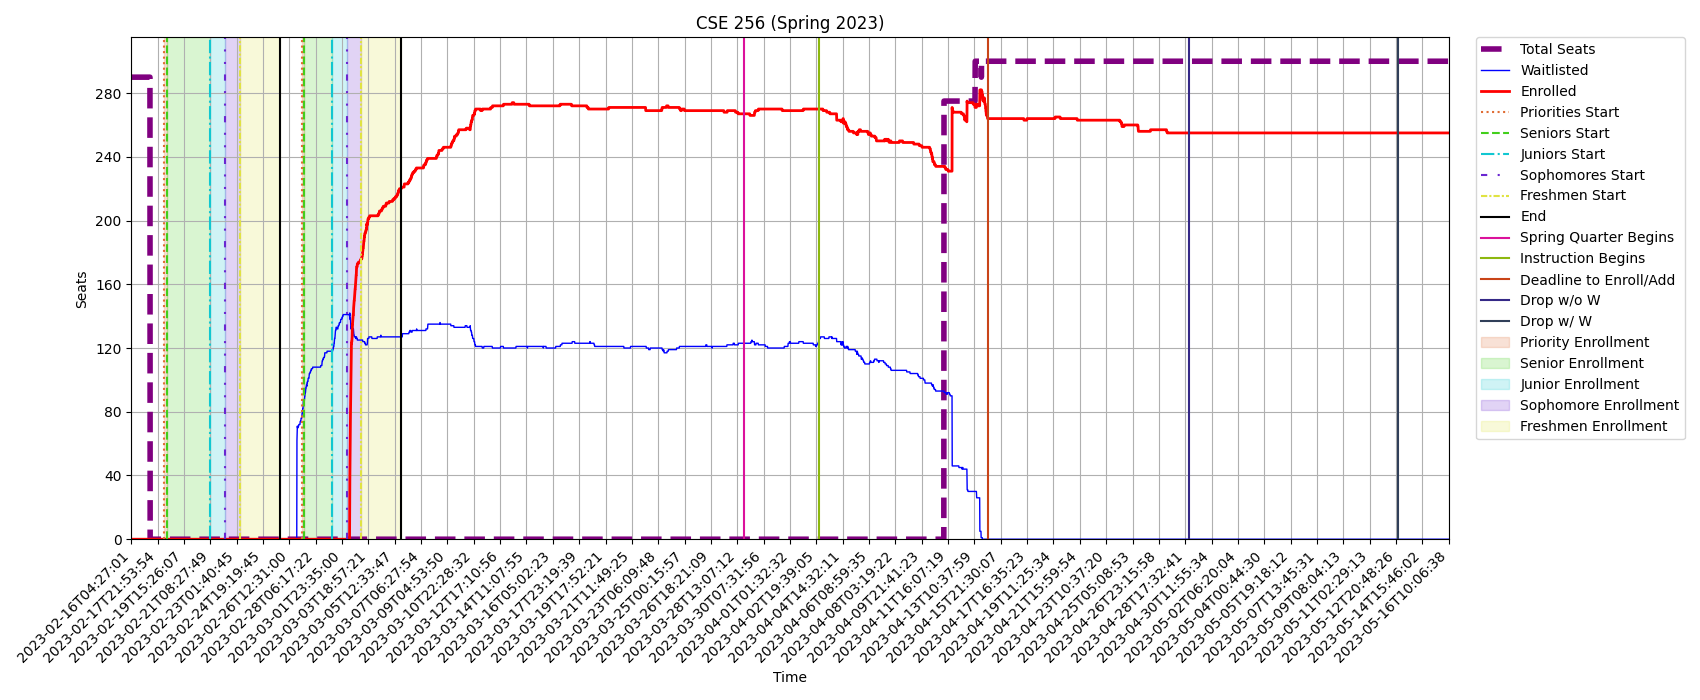 CSE 256 (Spring 2023)
Seats
280
240
200
160
120
80
40
0
2023-02-16T04:27:01
2023-02-17T21:53:54
2023-02-19T15:26:07
2023-02-21T08:27:49
2023-02-23T01:40:45
2023-02-24T19:19:45
2023-02-26T12:31:00
2023-02-28T06:17:22
2023-03-01T23:35:00
2023-03-03T18:57:21
2023-03-05T12:33:47
2023-03-07T06:27:54
2023-03-09T04:53:50
2023-03-10T22:28:32
2023-03-12T17:10:56
2023-03-14T11:07:55
2023-03-16T05:02:23
2023-03-17T23:19:39
2023-03-19T17:52:21
2023-03-21T11:49:25
2023-03-23T06:09:48
2023-03-25T00:15:57
2023-03-26T18:21:09
2023-03-28T13:07:12
2023-03-30T07:31:56
2023-04-01T01:32:32
2023-04-02T19:39:05
2023-04-04T14:32:11
2023-04-06T08:59:35
2023-04-08T03:19:22
2023-04-09T21:41:23
2023-04-11T16:07:19
2023-04-13T10:37:59
2023-04-15T21:30:07
2023-04-17T16:35:23
2023-04-19T11:25:34
2023-04-21T15:59:54
2023-04-23T10:37:20
2023-04-25T05:08:53
2023-04-26T23:15:58
2023-04-28T17:32:41
2023-04-30T11:55:34
2023-05-02T06:20:04
2023-05-04T00:44:30
2023-05-05T19:18:12
2023-05-07T13:45:31
2023-05-09T08:04:13
2023-05-11T02:29:13
2023-05-12T20:48:26
2023-05-14T15:46:02
2023-05-16T10:06:38
Time
Total Seats
Waitlisted
Enrolled
Priorities Start
Seniors Start
Juniors Start
Sophomores Start
Freshmen Start
End
Spring Quarter Begins
Instruction Begins
Deadline to Enroll/Add
Drop w/o W
Drop w/ W
Priority Enrollment
Senior Enrollment
Junior Enrollment
Sophomore Enrollment
Freshmen Enrollment